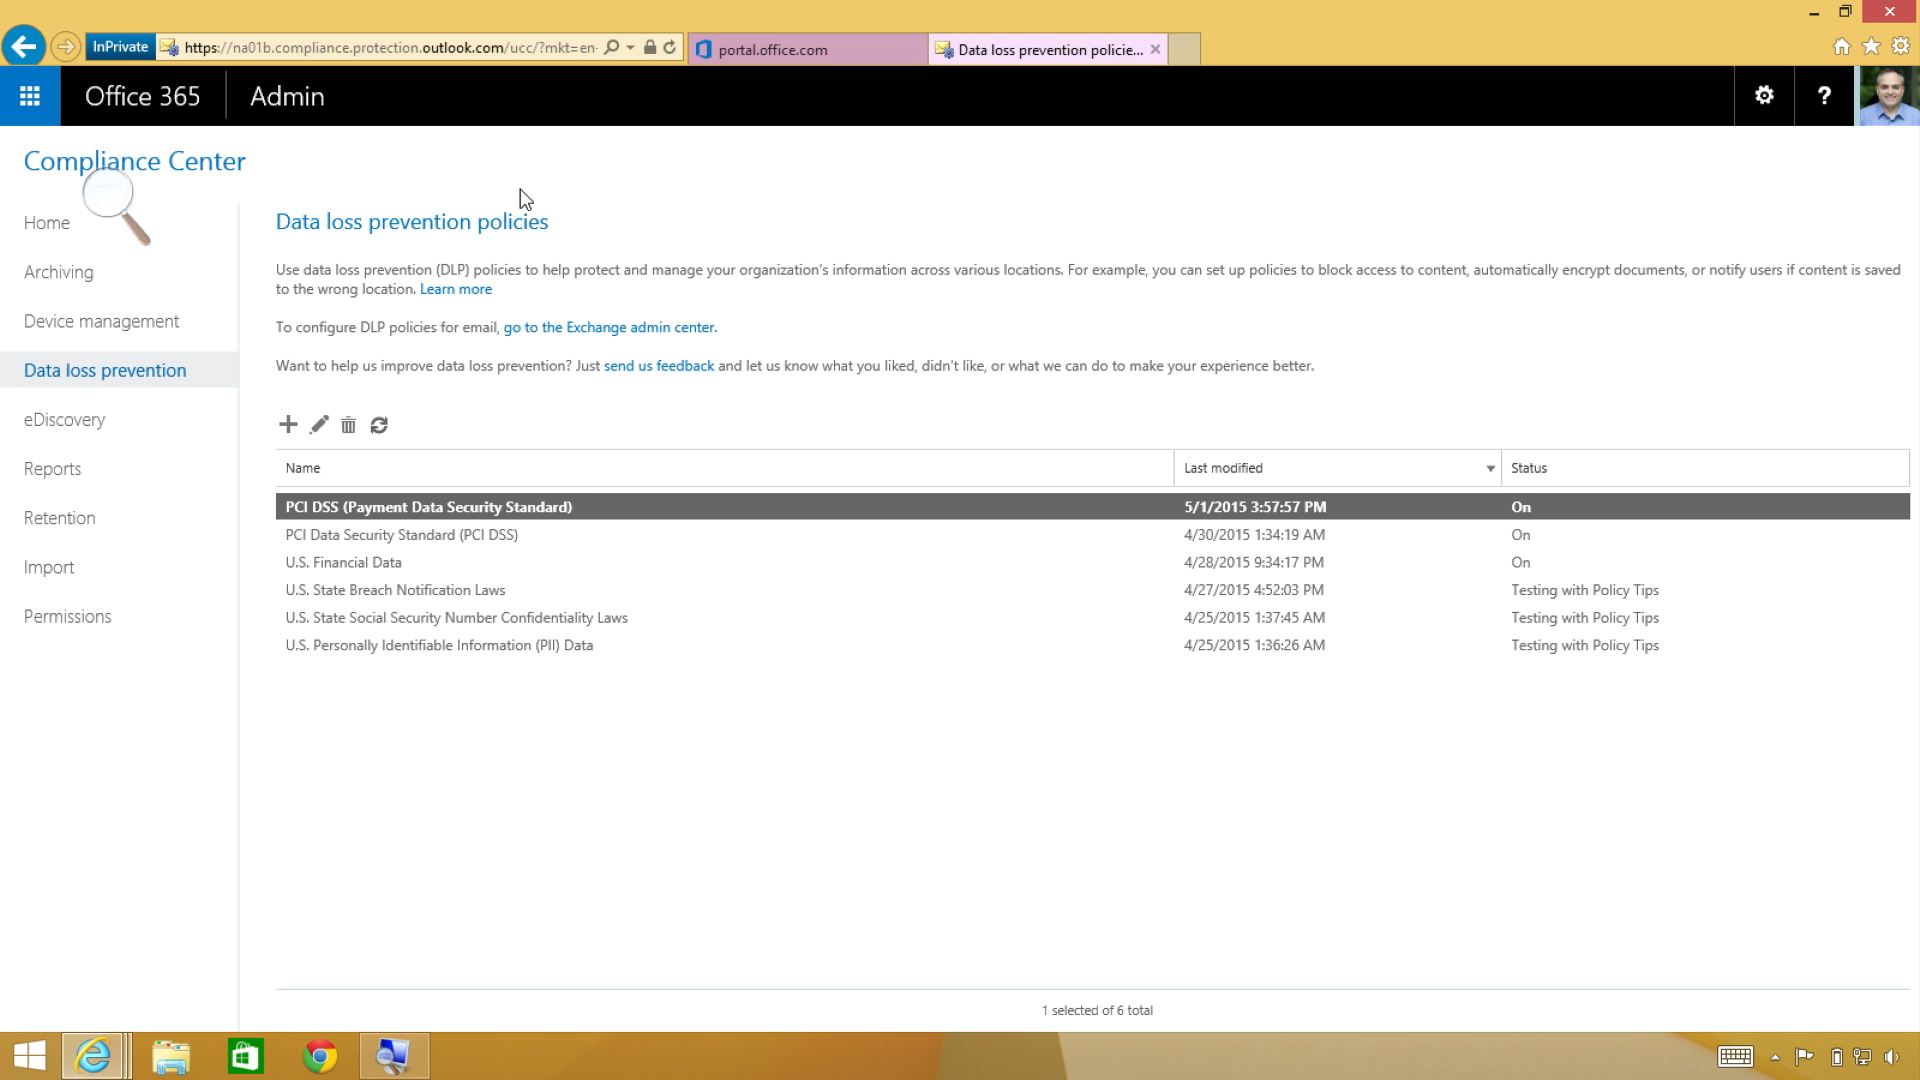 InPrivate
https://na01b.compliance.protection.outlook.com/ucc/?mkt=en-
portal.office.com
Data loss prevention policie...
Office 365
Admin
?
Compliance Center
Home
Archiving
Device management
Data loss prevention
eDiscovery
Reports
Retention
Import
Permissions
Data loss prevention policies
Use data loss prevention (DLP) policies to help protect and manage your organization's information across various locations. For example, you can set up policies to block access to content, automatically encrypt documents, or notify users if content is saved
to the wrong location. Learn more
To configure DLP policies for email, go to the Exchange admin center.
Want to help us improve data loss prevention? Just send us feedback and let us know what you liked, didn't like, or what we can do to make your experience better.
Name Last modified Status
PCI DSS (Payment Data Security Standard) 5/1/2015 3:57:57 PM On
PCI Data Security Standard (PCI DSS) 4/30/2015 1:34:19 AM On
U.S. Financial Data 4/28/2015 9:34:17 PM On
U.S. State Breach Notification Laws 4/27/2015 4:52:03 PM Testing with Policy Tips
U.S. State Social Security Number Confidentiality Laws 4/25/2015 1:37:45 AM Testing with Policy Tips
U.S. Personally Identifiable Information (PII) Data 4/25/2015 1:36:26 AM Testing with Policy Tips
1 selected of 6 total